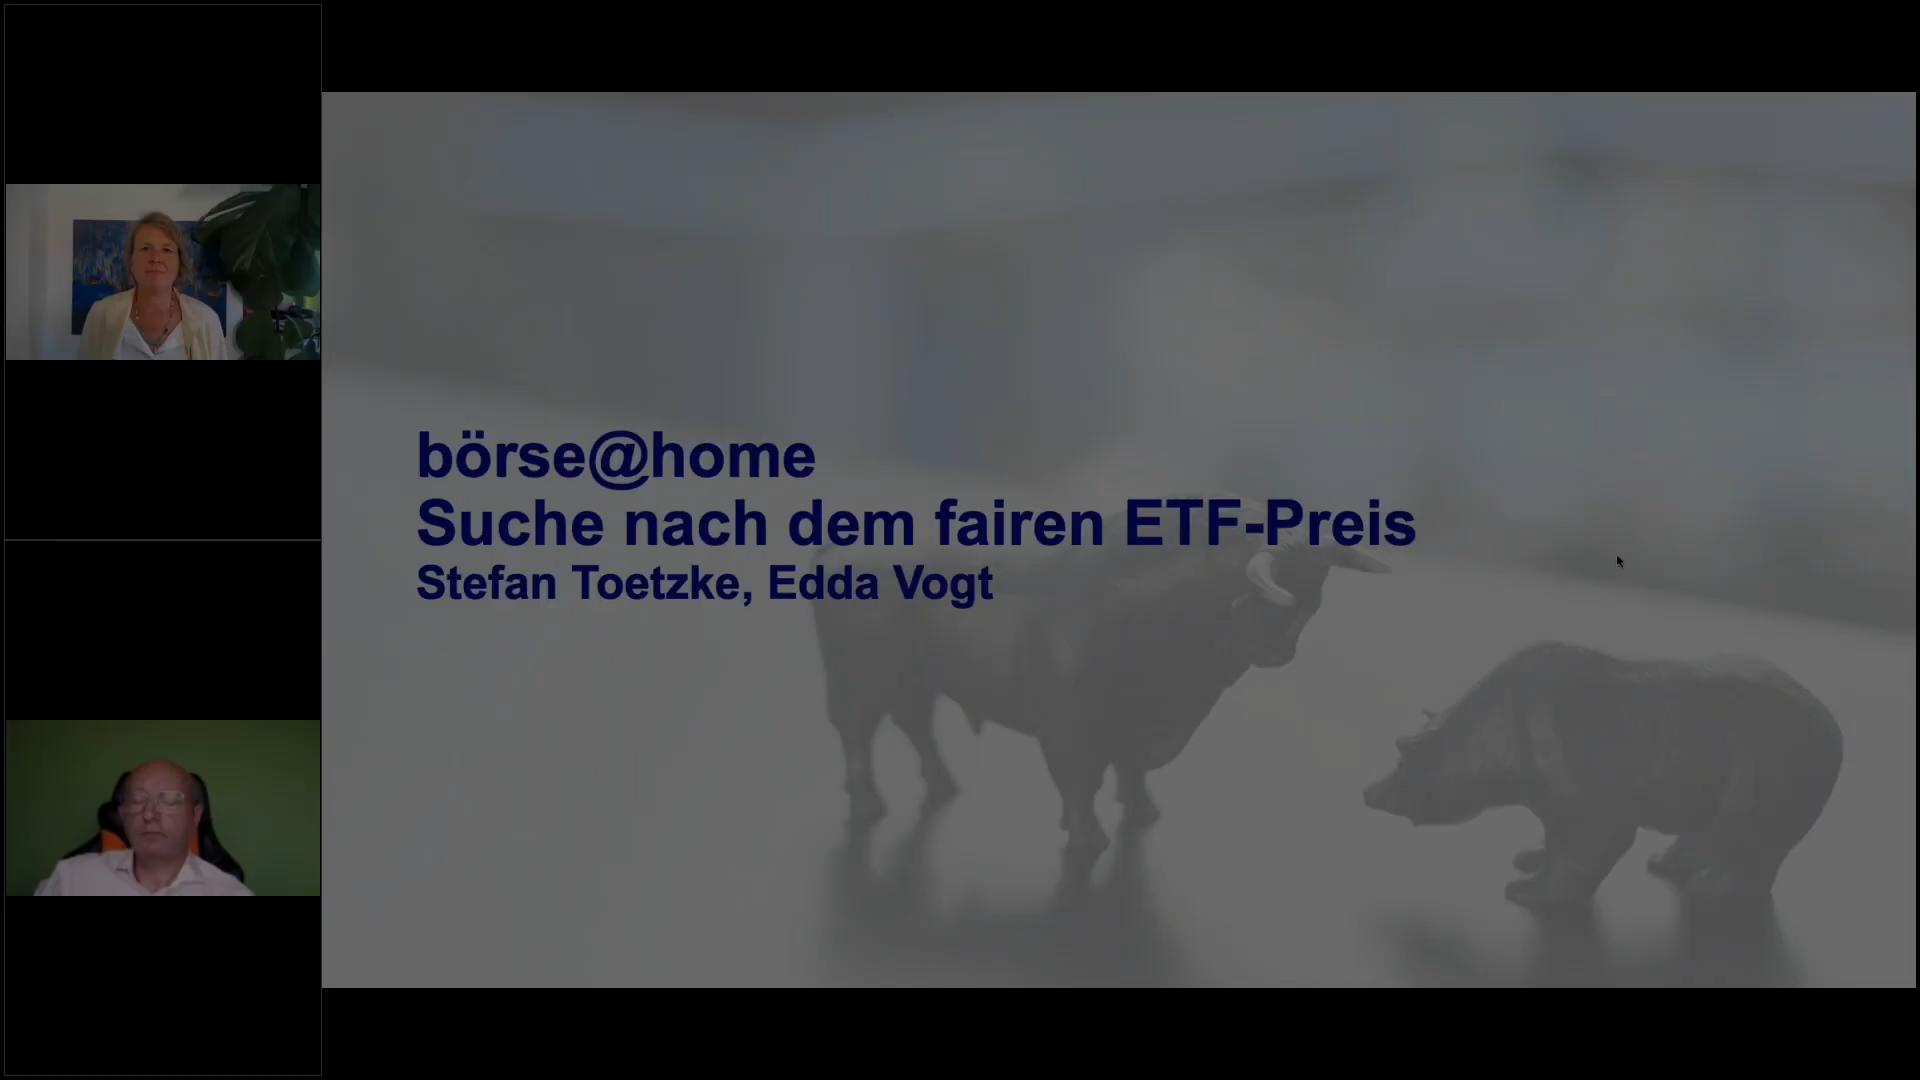 börse@home
Suche nach dem fairen ETF-Preis
Stefan Toetzke, Edda Vogt